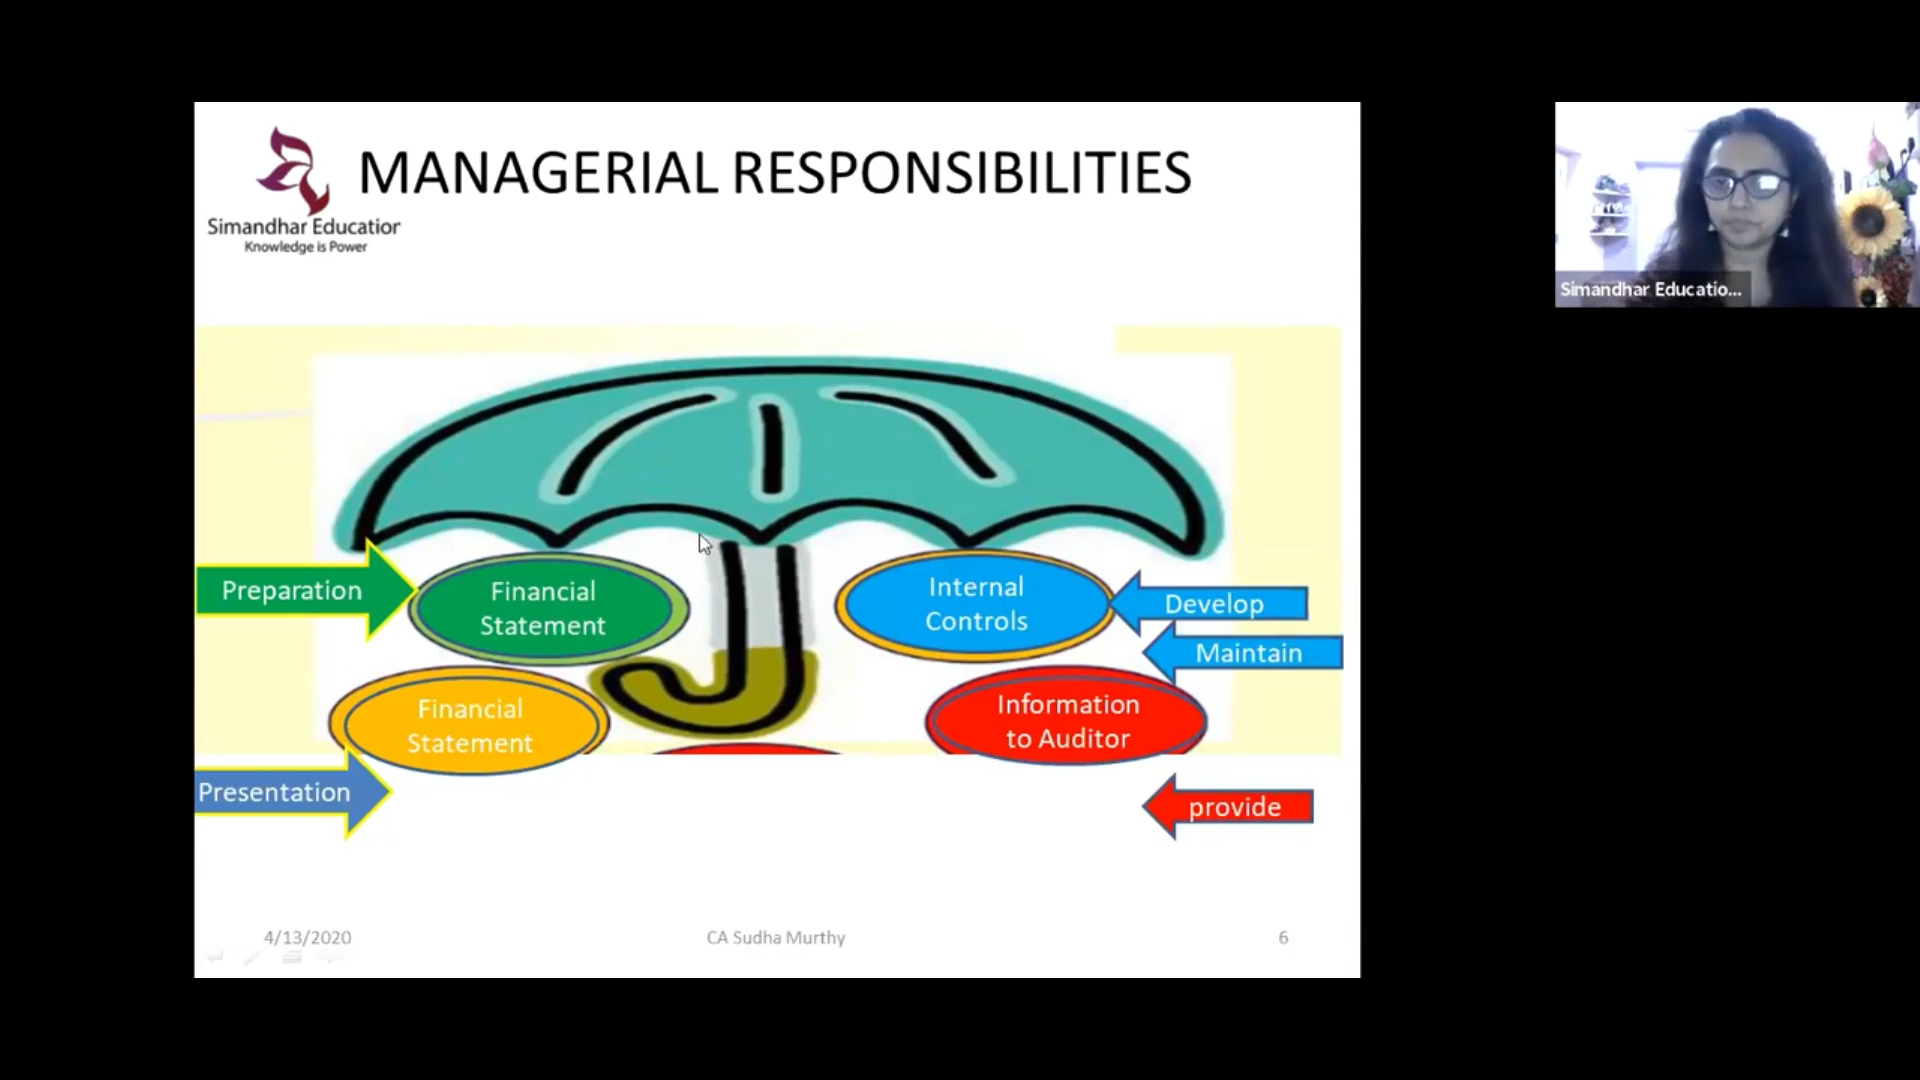 MANAGERIAL RESPONSIBILITIES
Simandhar Education
Knowledge is Power
Simandhar Educatio...
Preparation
Financial
Statement
Internal
Controls
Develop
Maintain
Financial
Statement
Information
to Auditor
Presentation
provide
4/13/2020
CA Sudha Murthy
6